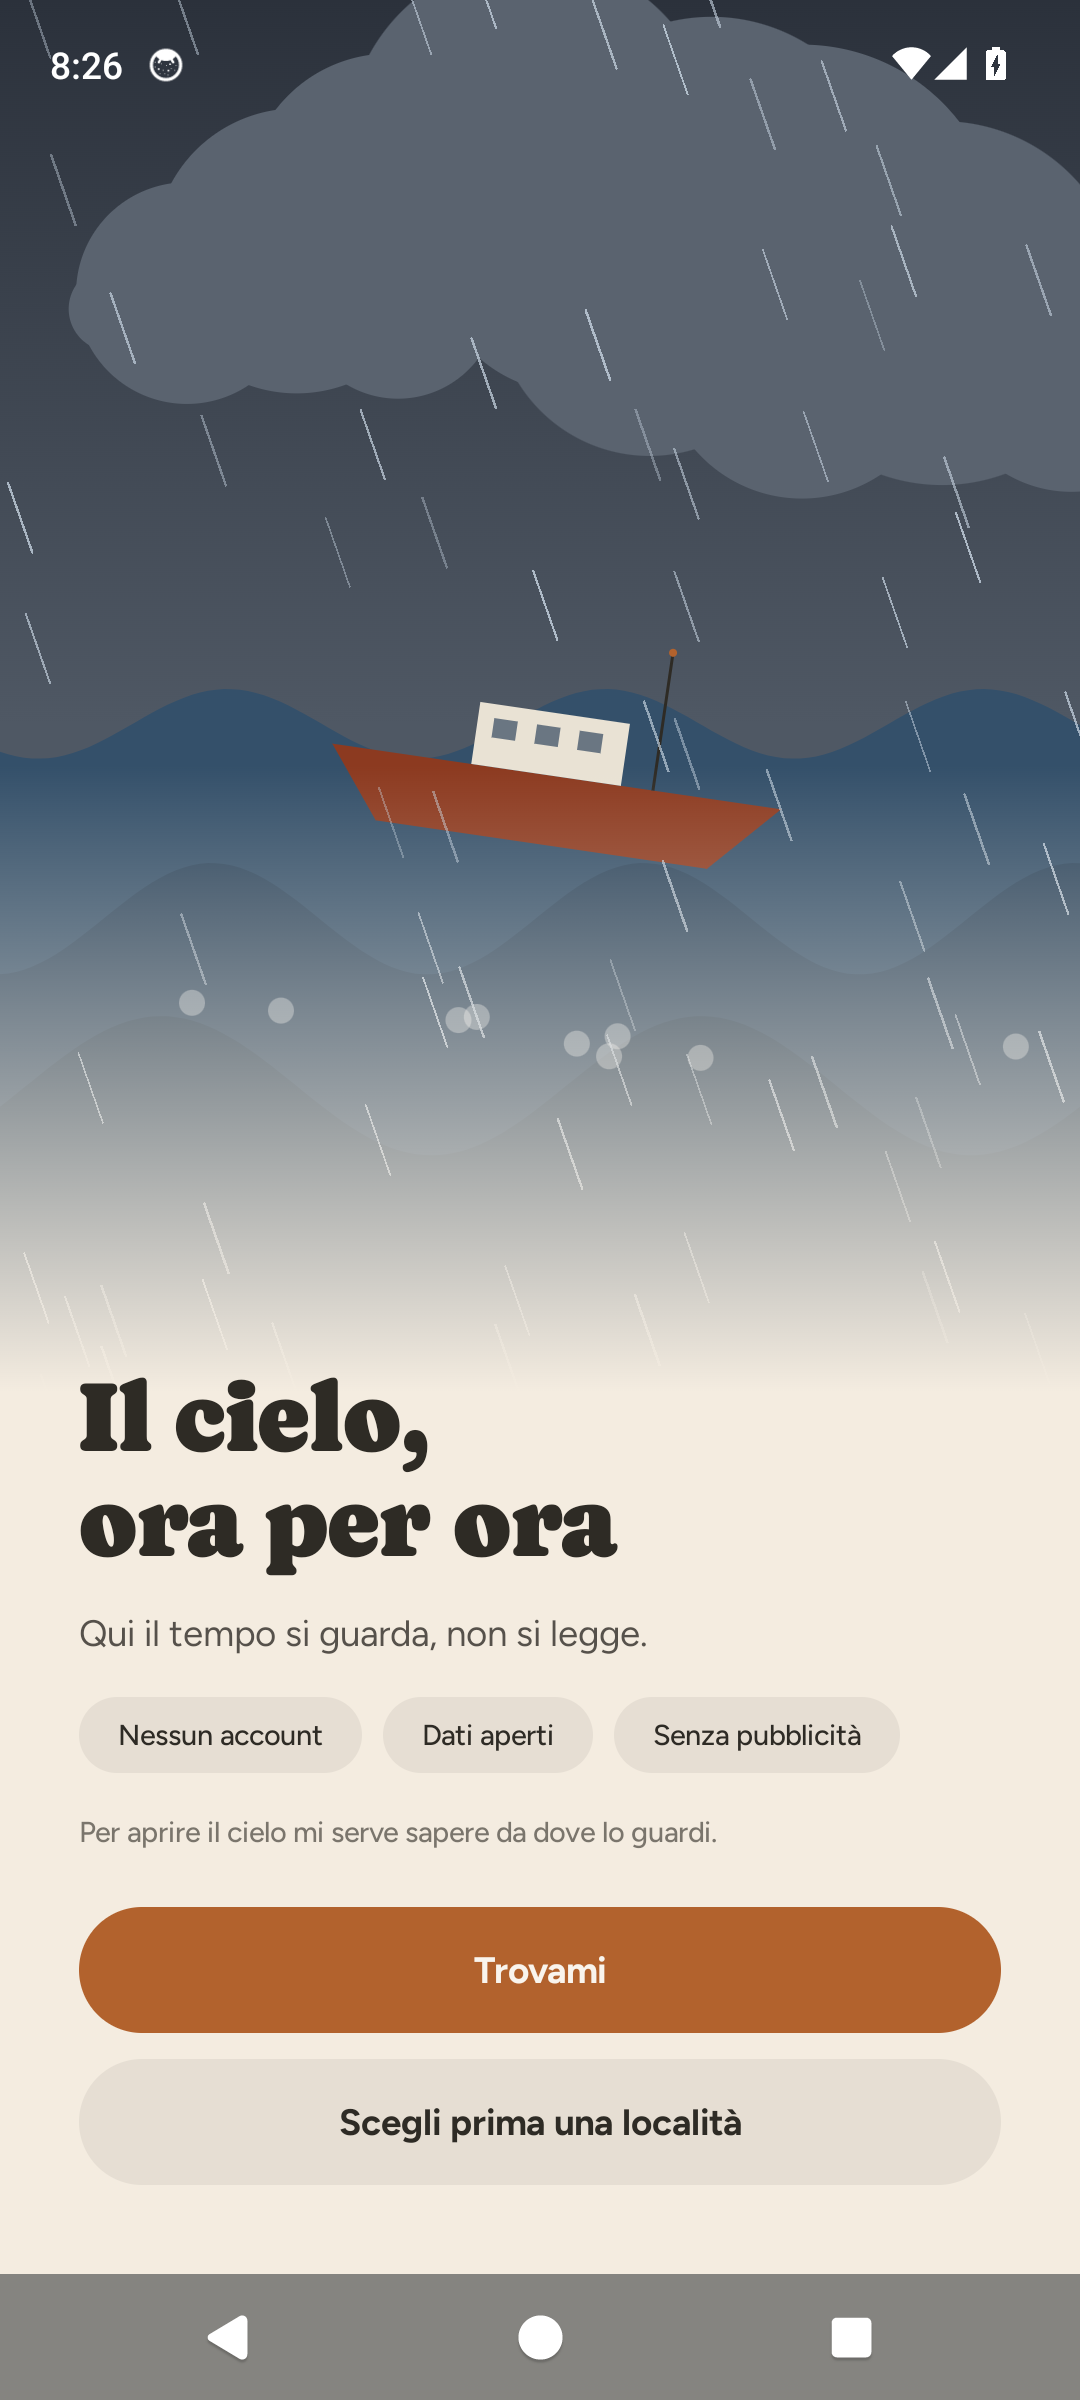 8:26
Il cielo,
ora per ora
Qui il tempo si guarda, non si legge.
Nessun account
Dati aperti
Senza pubblicità
Per aprire il cielo mi serve sapere da dove lo guardi.
Trovami
Scegli prima una località